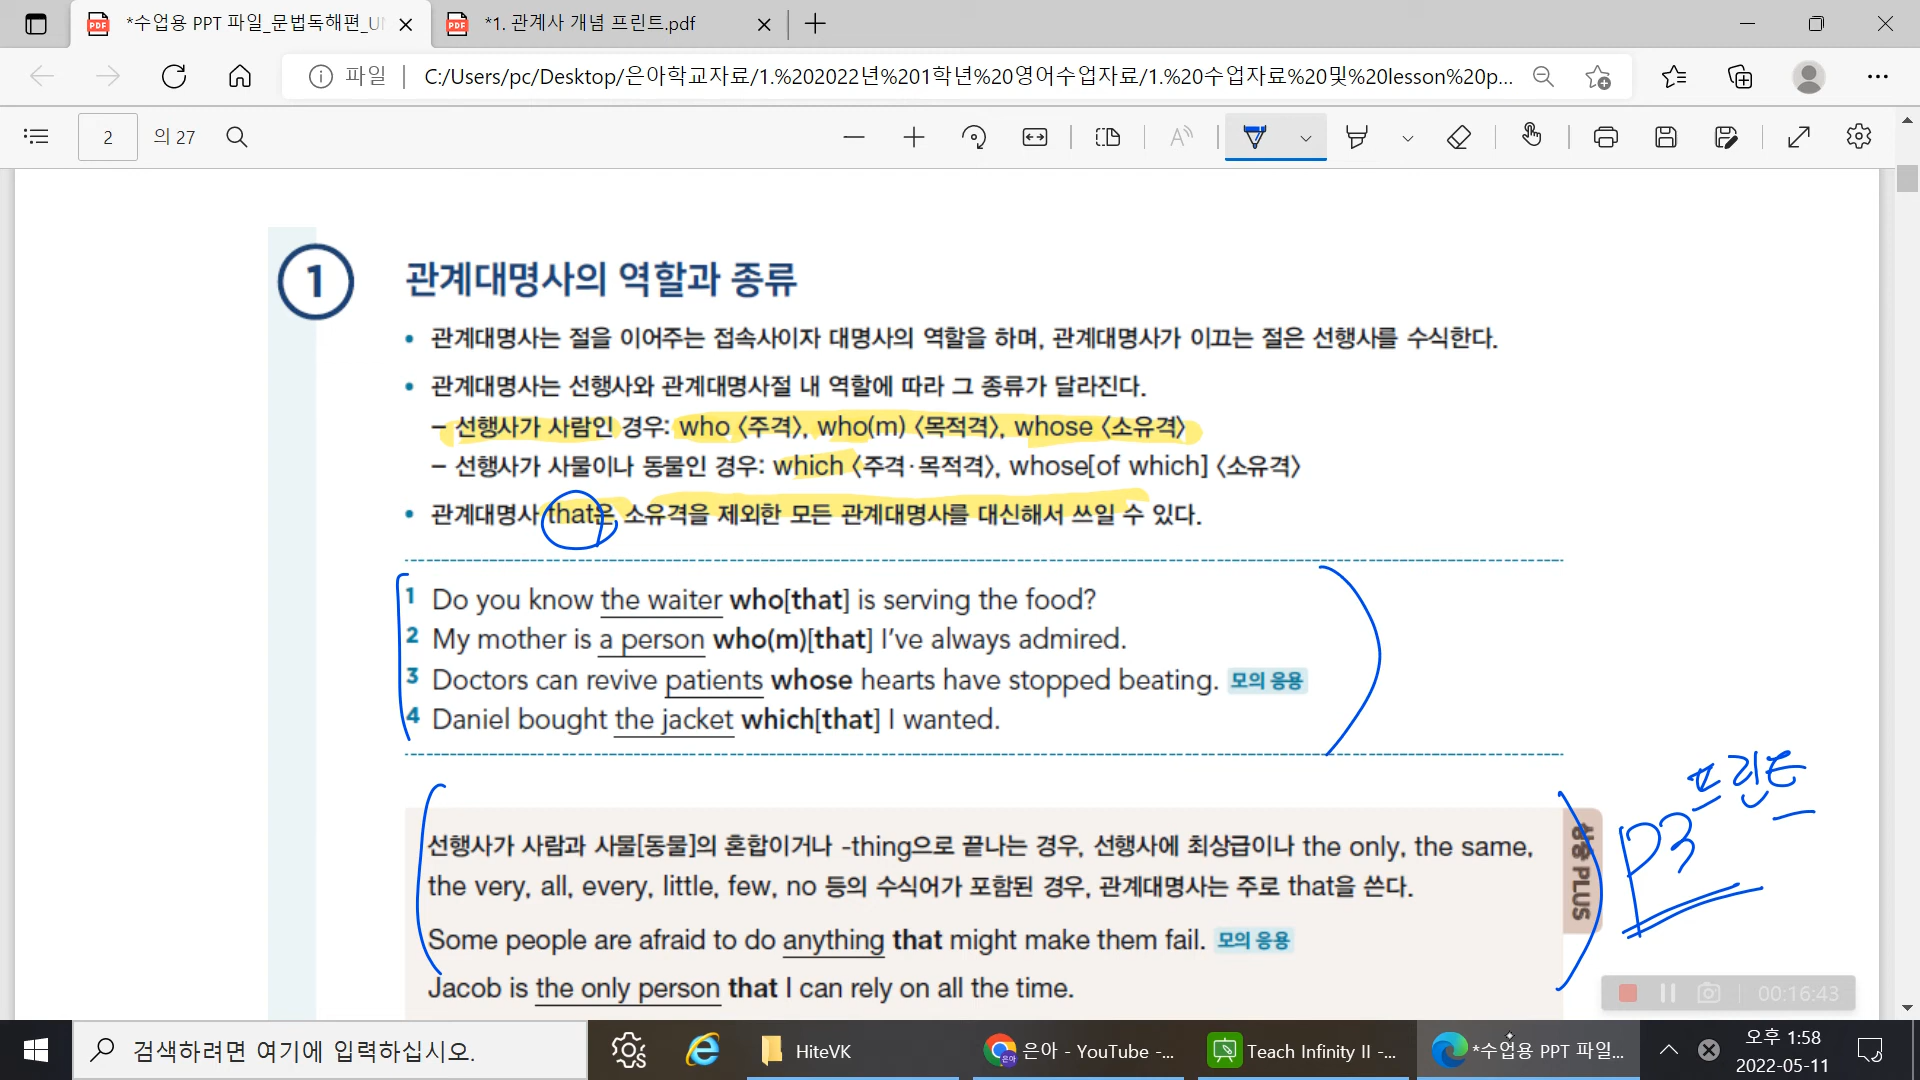 *수업용 PPT 파일_문법독해편_UN
*1. 관계사 개념 프린트.pdf
파일
C:/Users/pc/Desktop/은아학교자료/1.%202022년%201학년%20영어수업자료/1.%20수업자료%20및%20lesson%20p...
2 의 27
1 관계대명사의 역할과 종류
• 관계대명사는 절을 이어주는 접속사이자 대명사의 역할을 하며, 관계대명사가 이끄는 절은 선행사를 수식한다.
• 관계대명사는 선행사와 관계대명사절 내 역할에 따라 그 종류가 달라진다.
– 선행사가 사람인 경우: who 〈주격〉, who(m) 〈목적격〉, whose 〈소유격〉
– 선행사가 사물이나 동물인 경우: which 〈주격·목적격〉, whose[of which] 〈소유격〉
• 관계대명사 that은 소유격을 제외한 모든 관계대명사를 대신해서 쓰일 수 있다.
1 Do you know the waiter who[that] is serving the food?
2 My mother is a person who(m)[that] I've always admired.
3 Doctors can revive patients whose hearts have stopped beating. 모의 응용
4 Daniel bought the jacket which[that] I wanted.
프린트
P3
선행사가 사람과 사물[동물]의 혼합이거나 -thing으로 끝나는 경우, 선행사에 최상급이나 the only, the same,
the very, all, every, little, few, no 등의 수식어가 포함된 경우, 관계대명사는 주로 that을 쓴다.
Some people are afraid to do anything that might make them fail. 모의 응용
Jacob is the only person that I can rely on all the time.
PLUS
00:16:43
검색하려면 여기에 입력하십시오.
HiteVK
은아 - YouTube -...
Teach Infinity II -...
*수업용 PPT 파일...
오후 1:58
2022-05-11